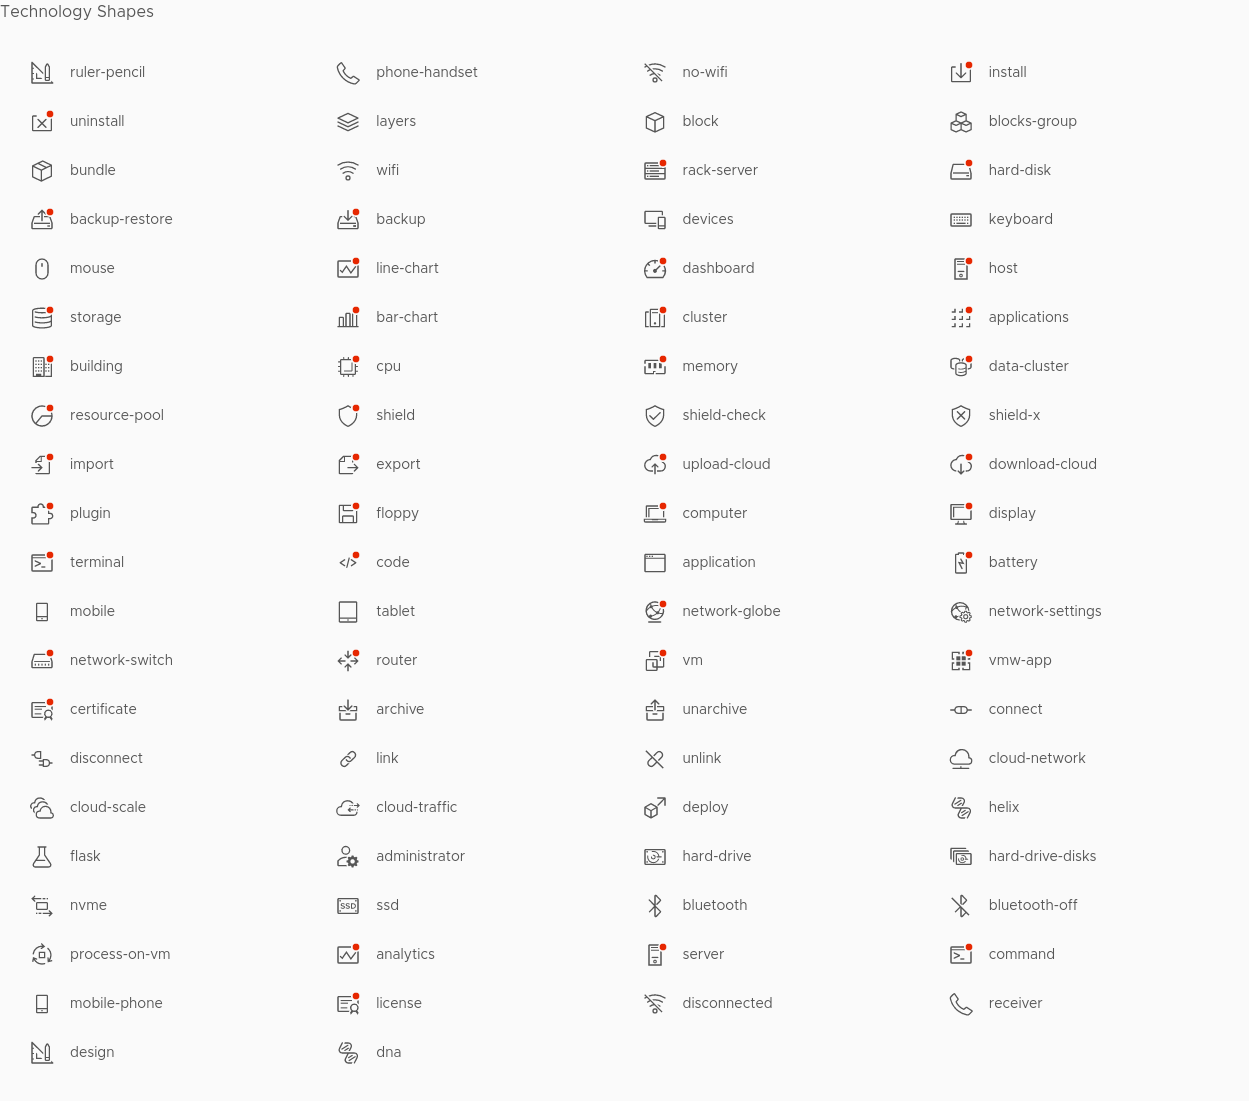 Technology Shapes
ruler-pencil phone-handset no-wifi install
uninstall layers block blocks-group
bundle wifi rack-server hard-disk
backup-restore backup devices keyboard
mouse line-chart dashboard host
storage bar-chart cluster applications
building cpu memory data-cluster
resource-pool shield shield-check shield-x
import export upload-cloud download-cloud
plugin floppy computer display
terminal code application battery
mobile tablet network-globe network-settings
network-switch router vm vmw-app
certificate archive unarchive connect
disconnect link unlink cloud-network
cloud-scale cloud-traffic deploy helix
flask administrator hard-drive hard-drive-disks
nvme SSD ssd bluetooth bluetooth-off
process-on-vm analytics server command
mobile-phone license disconnected receiver
design dna